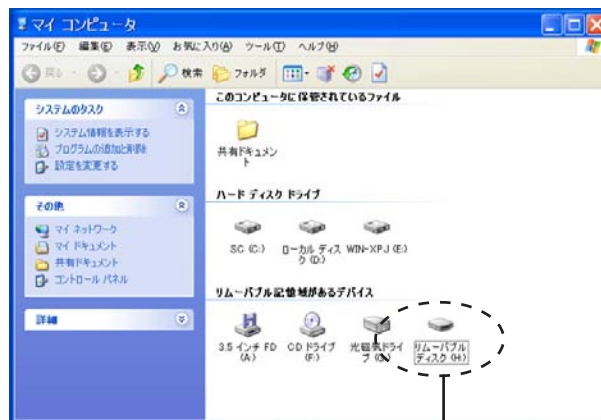 マイ コンピュータ
ファイル(F) 編集(E) 表示(V) お気に入り(A) ツール(T) ヘルプ(H)
戻る 検索 フォルダ
システムのタスク
システム情報を表示する
プログラムの追加と削除
設定を変更する
その他
マイ ネットワーク
マイ ドキュメント
共有ドキュメント
コントロール パネル
詳細
このコンピュータに保管されているファイル
共有ドキュメン
ト
ハード ディスク ドライブ
SC (C:) ローカル ディス WIN-XPJ (E:)
ク (D:)
リムーバブル記憶域があるデバイス
3.5 インチ FD CD ドライブ 光磁気ドライ リムーバブル
(A:) (F:) ブ (G:) ディスク (H:)